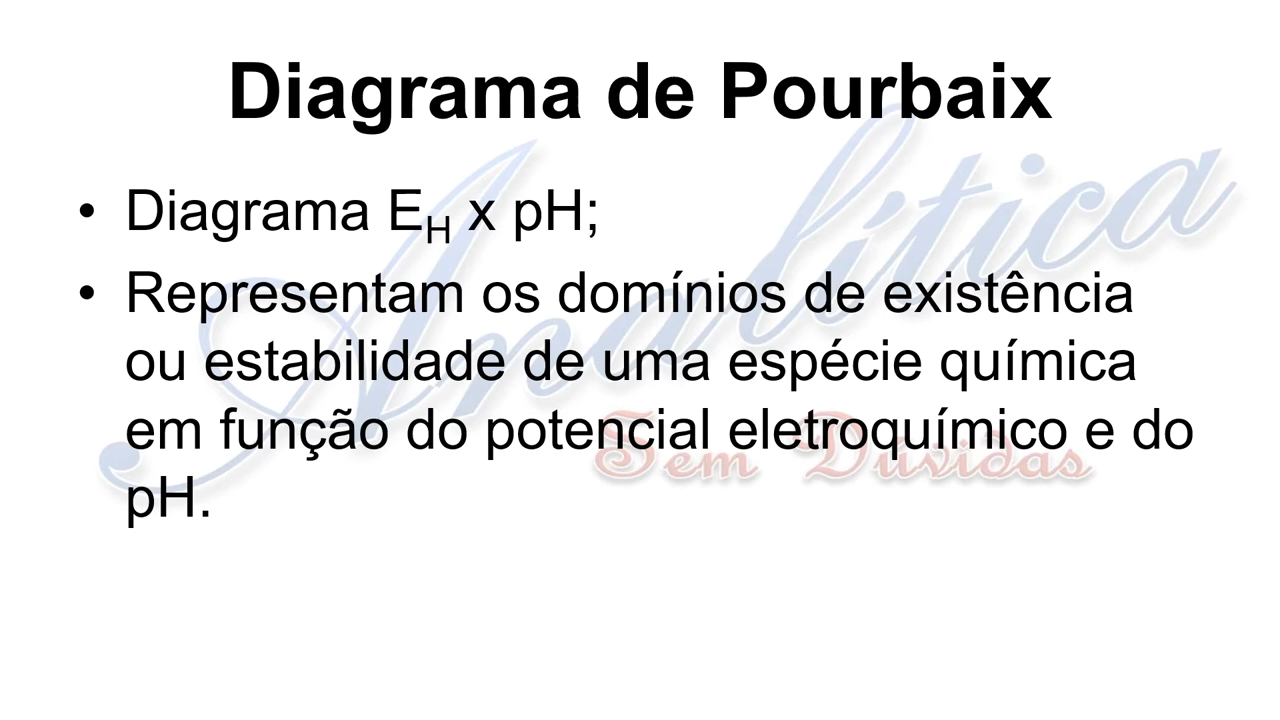 Diagrama de Pourbaix
• Diagrama EH x pH;
• Representam os domínios de existência
ou estabilidade de uma espécie química
em função do potencial eletroquímico e do
pH.
Analítica
Sem Dúvidas